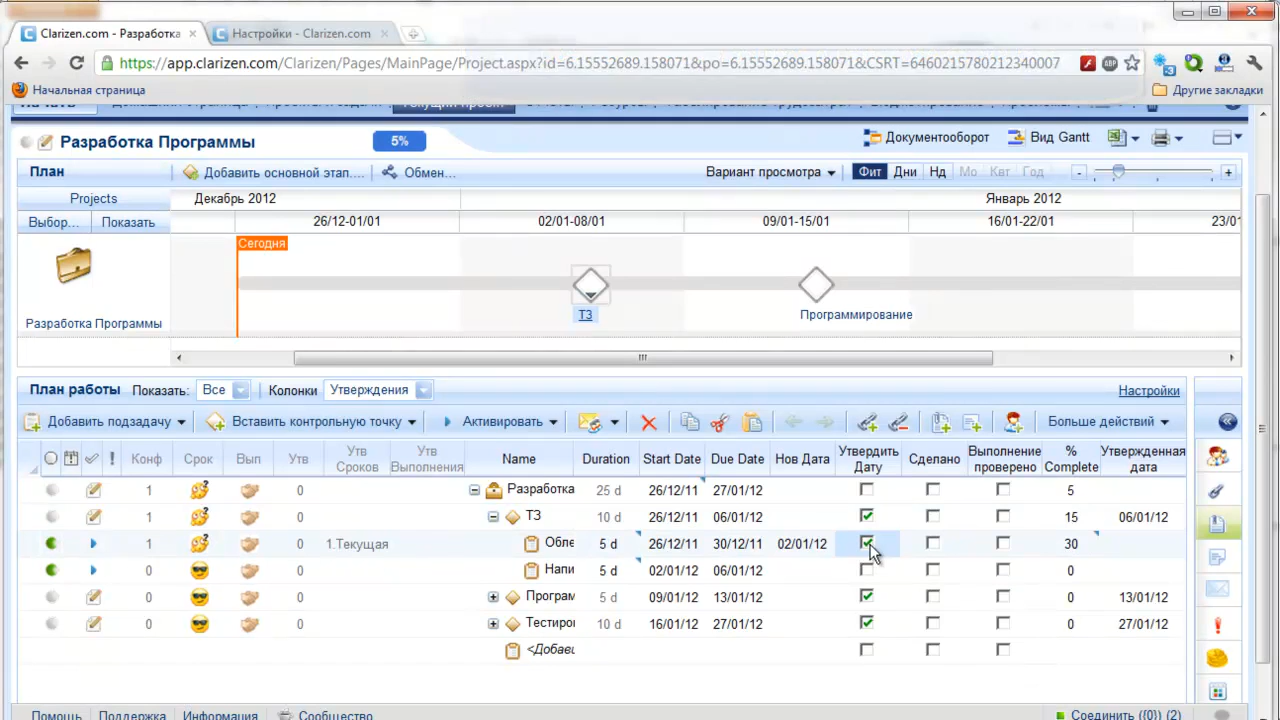 Clarizen.com - Разработка
Настройки - Clarizen.com
https://app.clarizen.com/Clarizen/Pages/MainPage/Project.aspx?id=6.15552689.158071&po=6.15552689.158071&CSRT=6460215780212340007
Начальная страница
Другие закладки
Разработка Программы
5%
Документооборот
Вид Gantt
План
Добавить основной этап....
Обмен...
Вариант просмотра
Фит
Дни
Нд
Мо
Квт
Год
Projects
Декабрь 2012
Январь 2012
Выбор...
Показать
26/12-01/01
02/01-08/01
09/01-15/01
16/01-22/01
23/01
Сегодня
Разработка Программы
ТЗ
Программирование
План работы
Показать:
Все
Колонки
Утверждения
Настройки
Добавить подзадачу
Вставить контрольную точку
Активировать
Больше действий
Конф
Срок
Вып
Утв
Утв Сроков
Утв Выполнения
Name
Duration
Start Date
Due Date
Нов Дата
Утвердить Дату
Сделано
Выполнение проверено
% Complete
Утвержденная дата
1 0 Разработка 25 d 26/12/11 27/01/12 5
1 0 ТЗ 10 d 26/12/11 06/01/12 15 06/01/12
1 0 1.Текущая Обле 5 d 26/12/11 30/12/11 02/01/12 30
0 0 Напи 5 d 02/01/12 06/01/12 0
0 0 Програм 5 d 09/01/12 13/01/12 0 13/01/12
0 0 Тестиро 10 d 16/01/12 27/01/12 0 27/01/12
<Добави
Помощь
Поддержка
Информация
Сообщество
Соединить ({0}) (2)